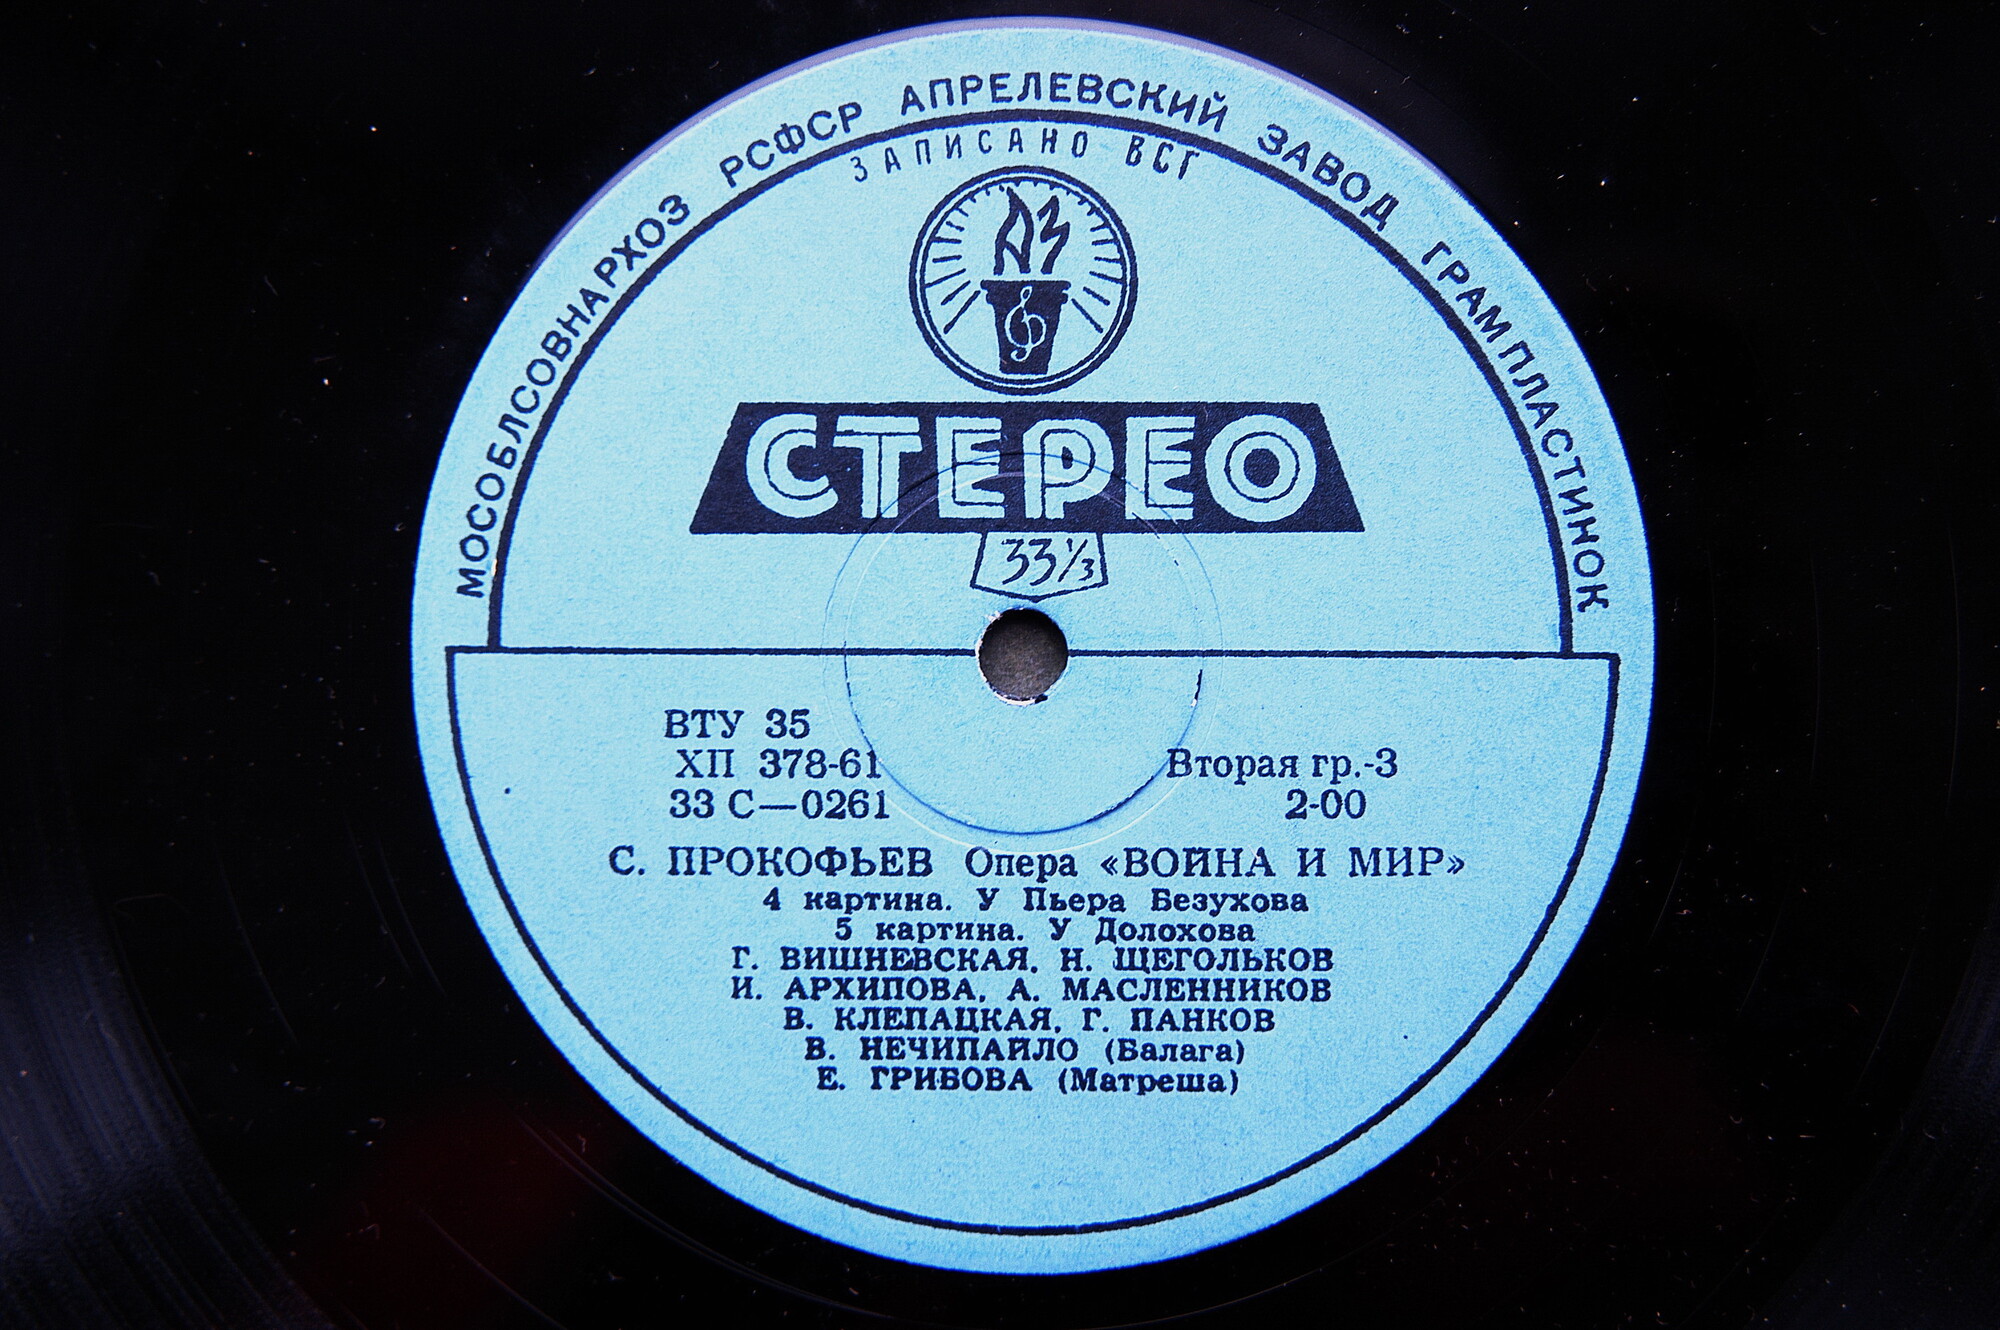 МОСОБЛСОВНАРХОЗ РСФСР АПРЕЛЕВСКИЙ ЗАВОД ГРАМПЛАСТИНОК
ЗАПИСАНО ВСГ
СТЕРЕО
33⅓
ВТУ 35
ХП 378-61 Вторая гр.-3
33 С—0261 2-00
С. ПРОКОФЬЕВ Опера «ВОЙНА И МИР»
4 картина. У Пьера Безухова
5 картина. У Долохова
Г. ВИШНЕВСКАЯ, Н. ЩЕГОЛЬКОВ
И. АРХИПОВА, А. МАСЛЕННИКОВ
В. КЛЕПАЦКАЯ, Г. ПАНКОВ
В. НЕЧИПАЙЛО (Балага)
Е. ГРИБОВА (Матреша)